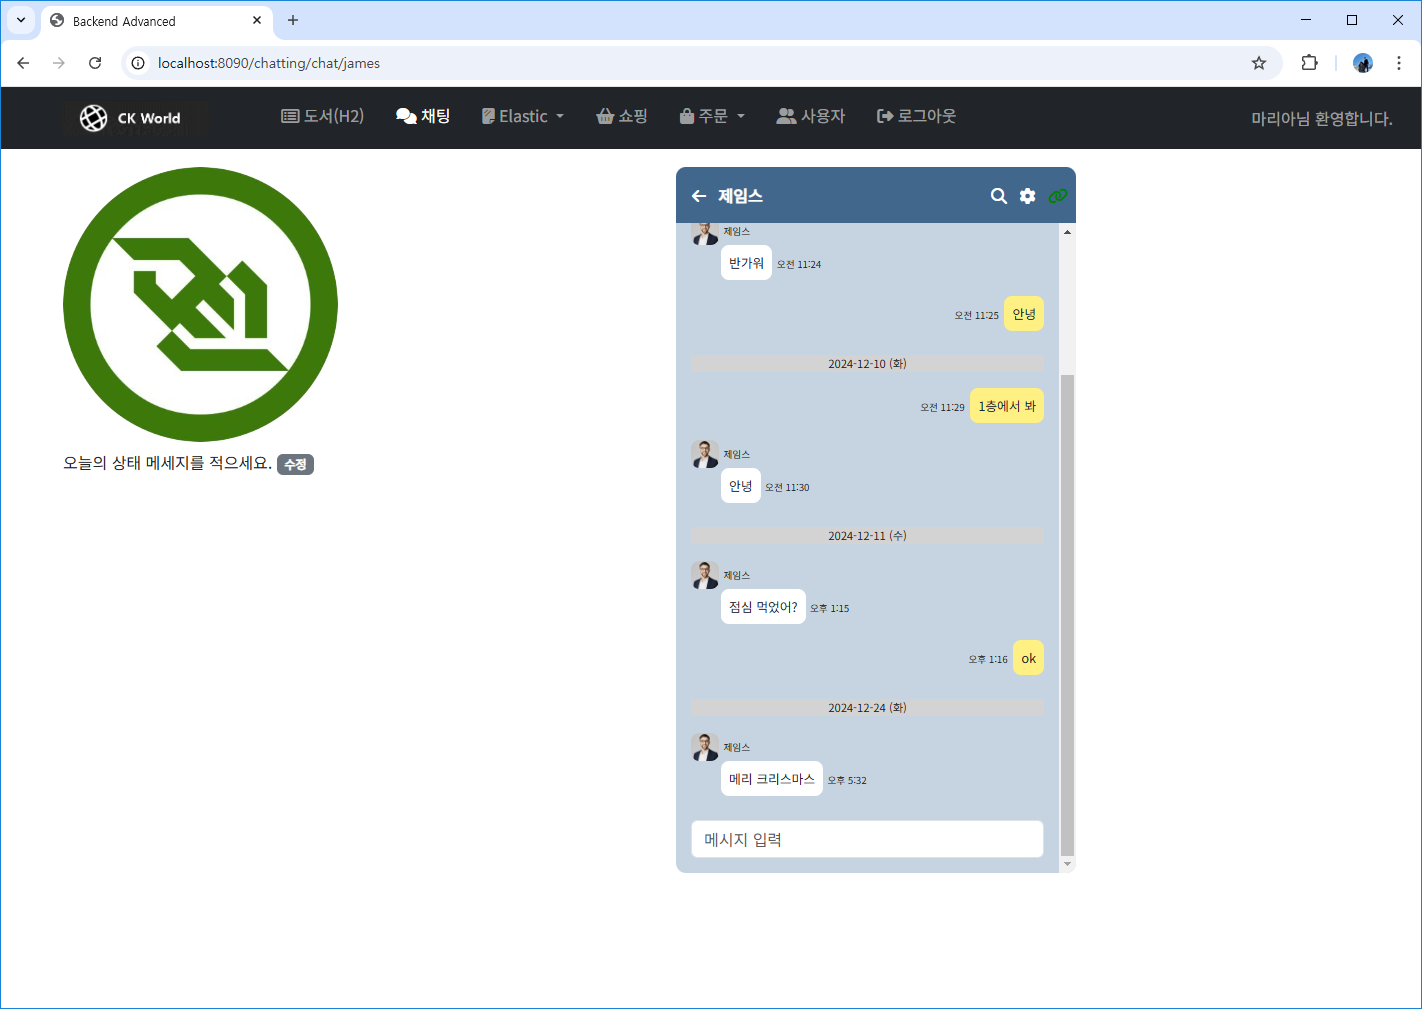 Backend Advanced
localhost:8090/chatting/chat/james
CK World 도서(H2) 채팅 Elastic 쇼핑 주문 사용자 로그아웃 마리아님 환영합니다.
오늘의 상태 메세지를 적으세요. 수정
제임스
제임스
반가워 오전 11:24
오전 11:25 안녕
2024-12-10 (화)
오전 11:29 1층에서 봐
제임스
안녕 오전 11:30
2024-12-11 (수)
제임스
점심 먹었어? 오후 1:15
오후 1:16 ok
2024-12-24 (화)
제임스
메리 크리스마스 오후 5:32
메시지 입력